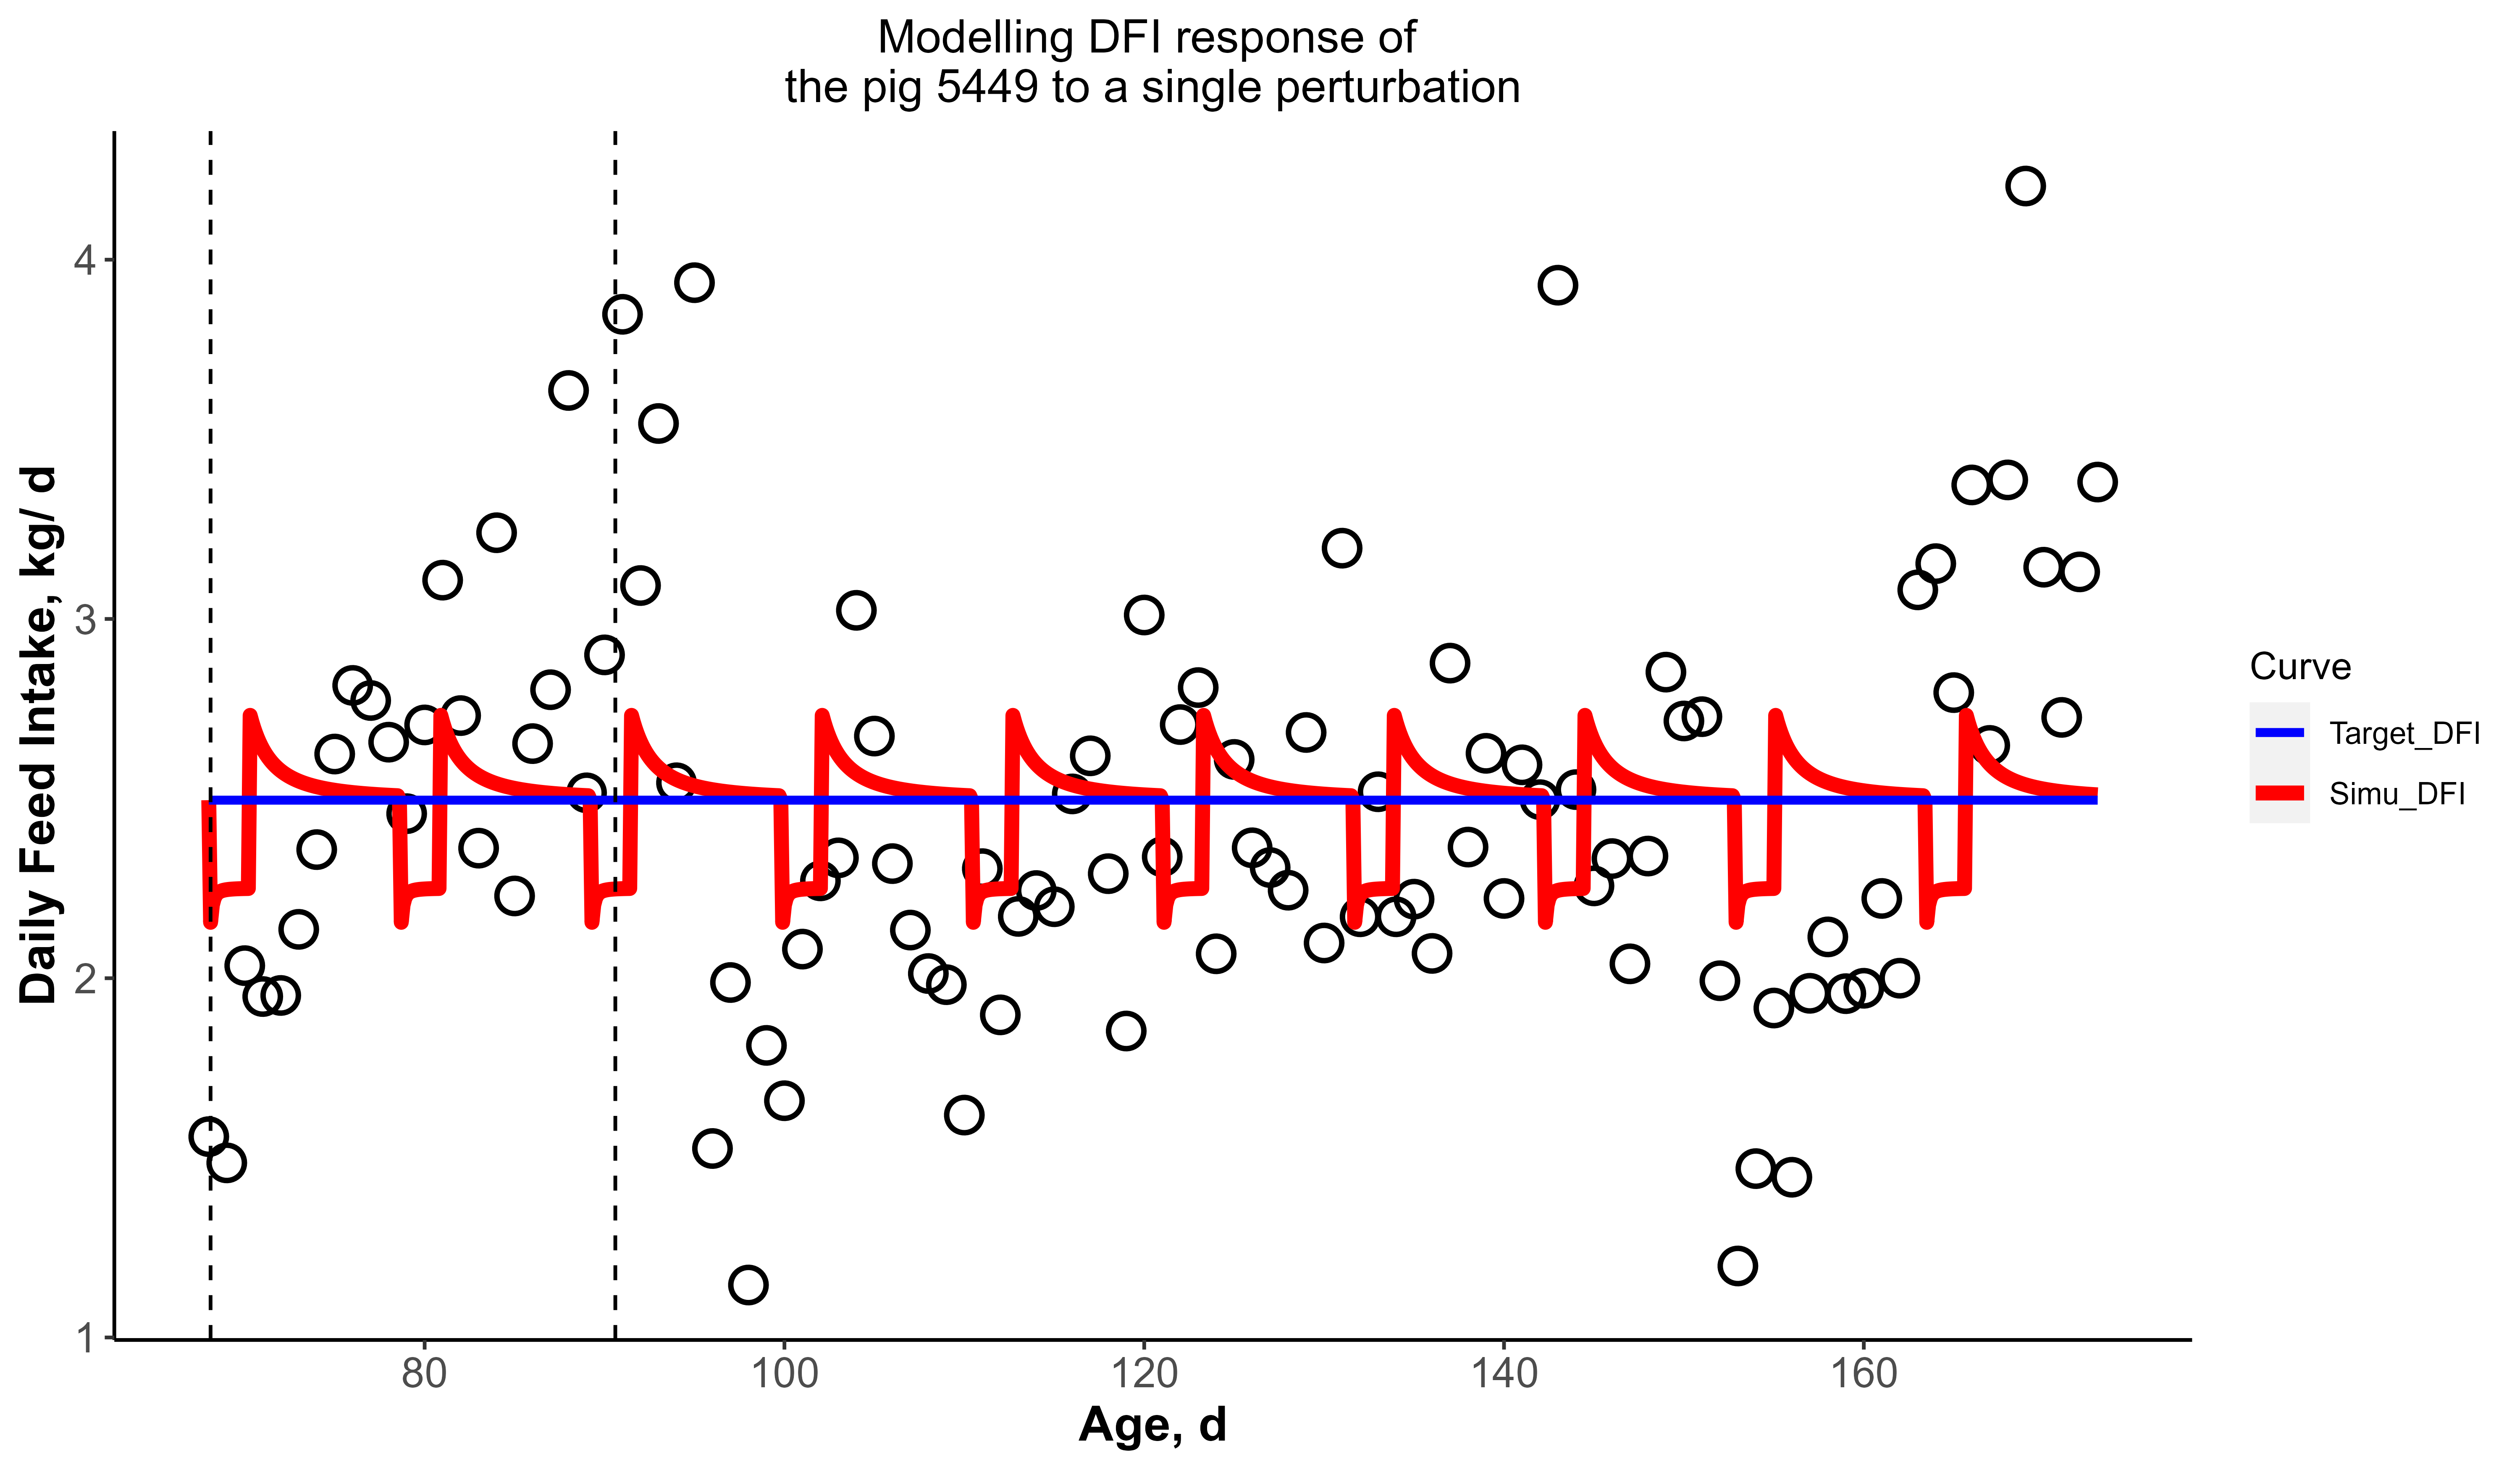 Modelling DFI response of
the pig 5449 to a single perturbation
Daily Feed Intake, kg/ d
4
3
2
1
80
100
120
140
160
Age, d
Curve
Target_DFI
Simu_DFI